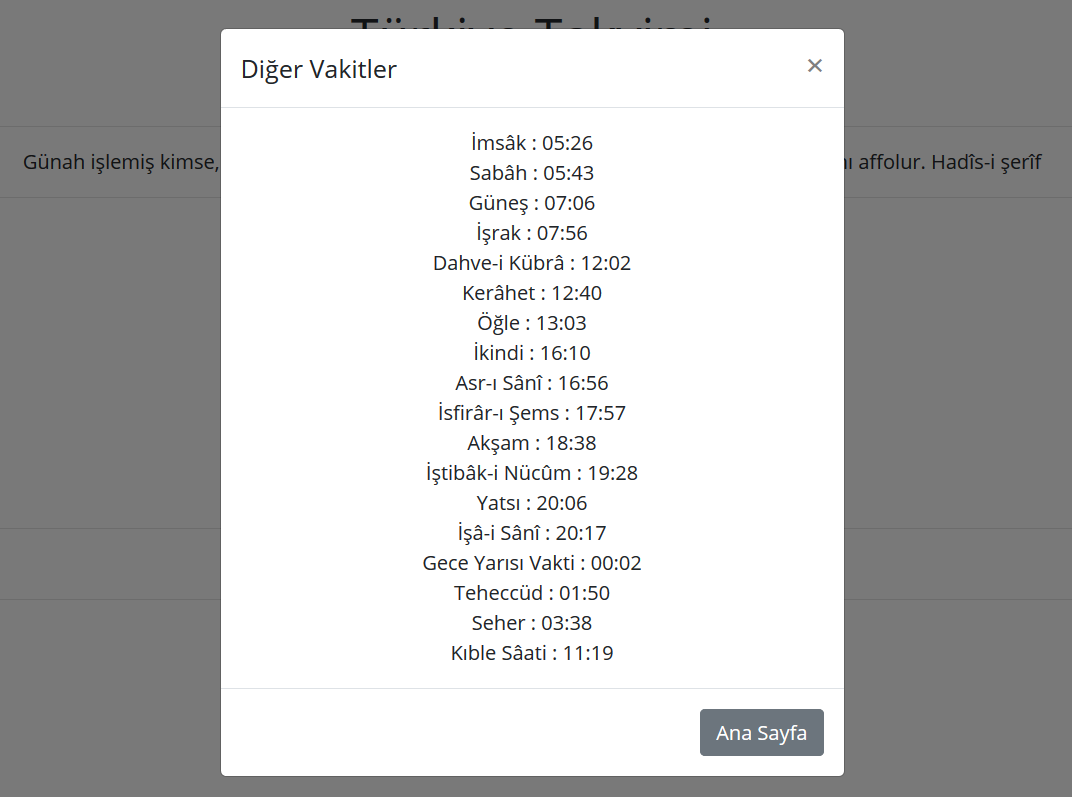 Türkiye Takvimi
Diğer Vakitler
×
Günah işlemiş kimse,
affolur. Hadîs-i şerîf
İmsâk : 05:26
Sabâh : 05:43
Güneş : 07:06
İşrak : 07:56
Dahve-i Kübrâ : 12:02
Kerâhet : 12:40
Öğle : 13:03
İkindi : 16:10
Asr-ı Sânî : 16:56
İsfirâr-ı Şems : 17:57
Akşam : 18:38
İştibâk-i Nücûm : 19:28
Yatsı : 20:06
İşâ-i Sânî : 20:17
Gece Yarısı Vakti : 00:02
Teheccüd : 01:50
Seher : 03:38
Kıble Sâati : 11:19
Ana Sayfa